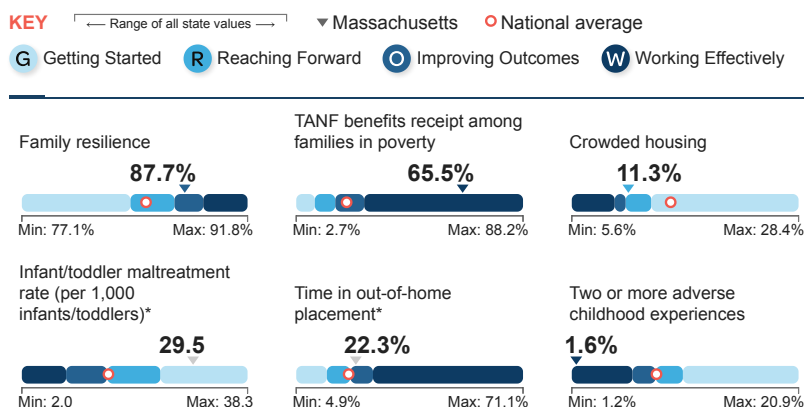 KEY Range of all state values Massachusetts National average
G Getting Started R Reaching Forward O Improving Outcomes W Working Effectively
Family resilience
87.7%
Min: 77.1% Max: 91.8%
TANF benefits receipt among
families in poverty
65.5%
Min: 2.7% Max: 88.2%
Crowded housing
11.3%
Min: 5.6% Max: 28.4%
Infant/toddler maltreatment
rate (per 1,000
infants/toddlers)*
29.5
Min: 2.0 Max: 38.3
Time in out-of-home
placement*
22.3%
Min: 4.9% Max: 71.1%
Two or more adverse
childhood experiences
1.6%
Min: 1.2% Max: 20.9%